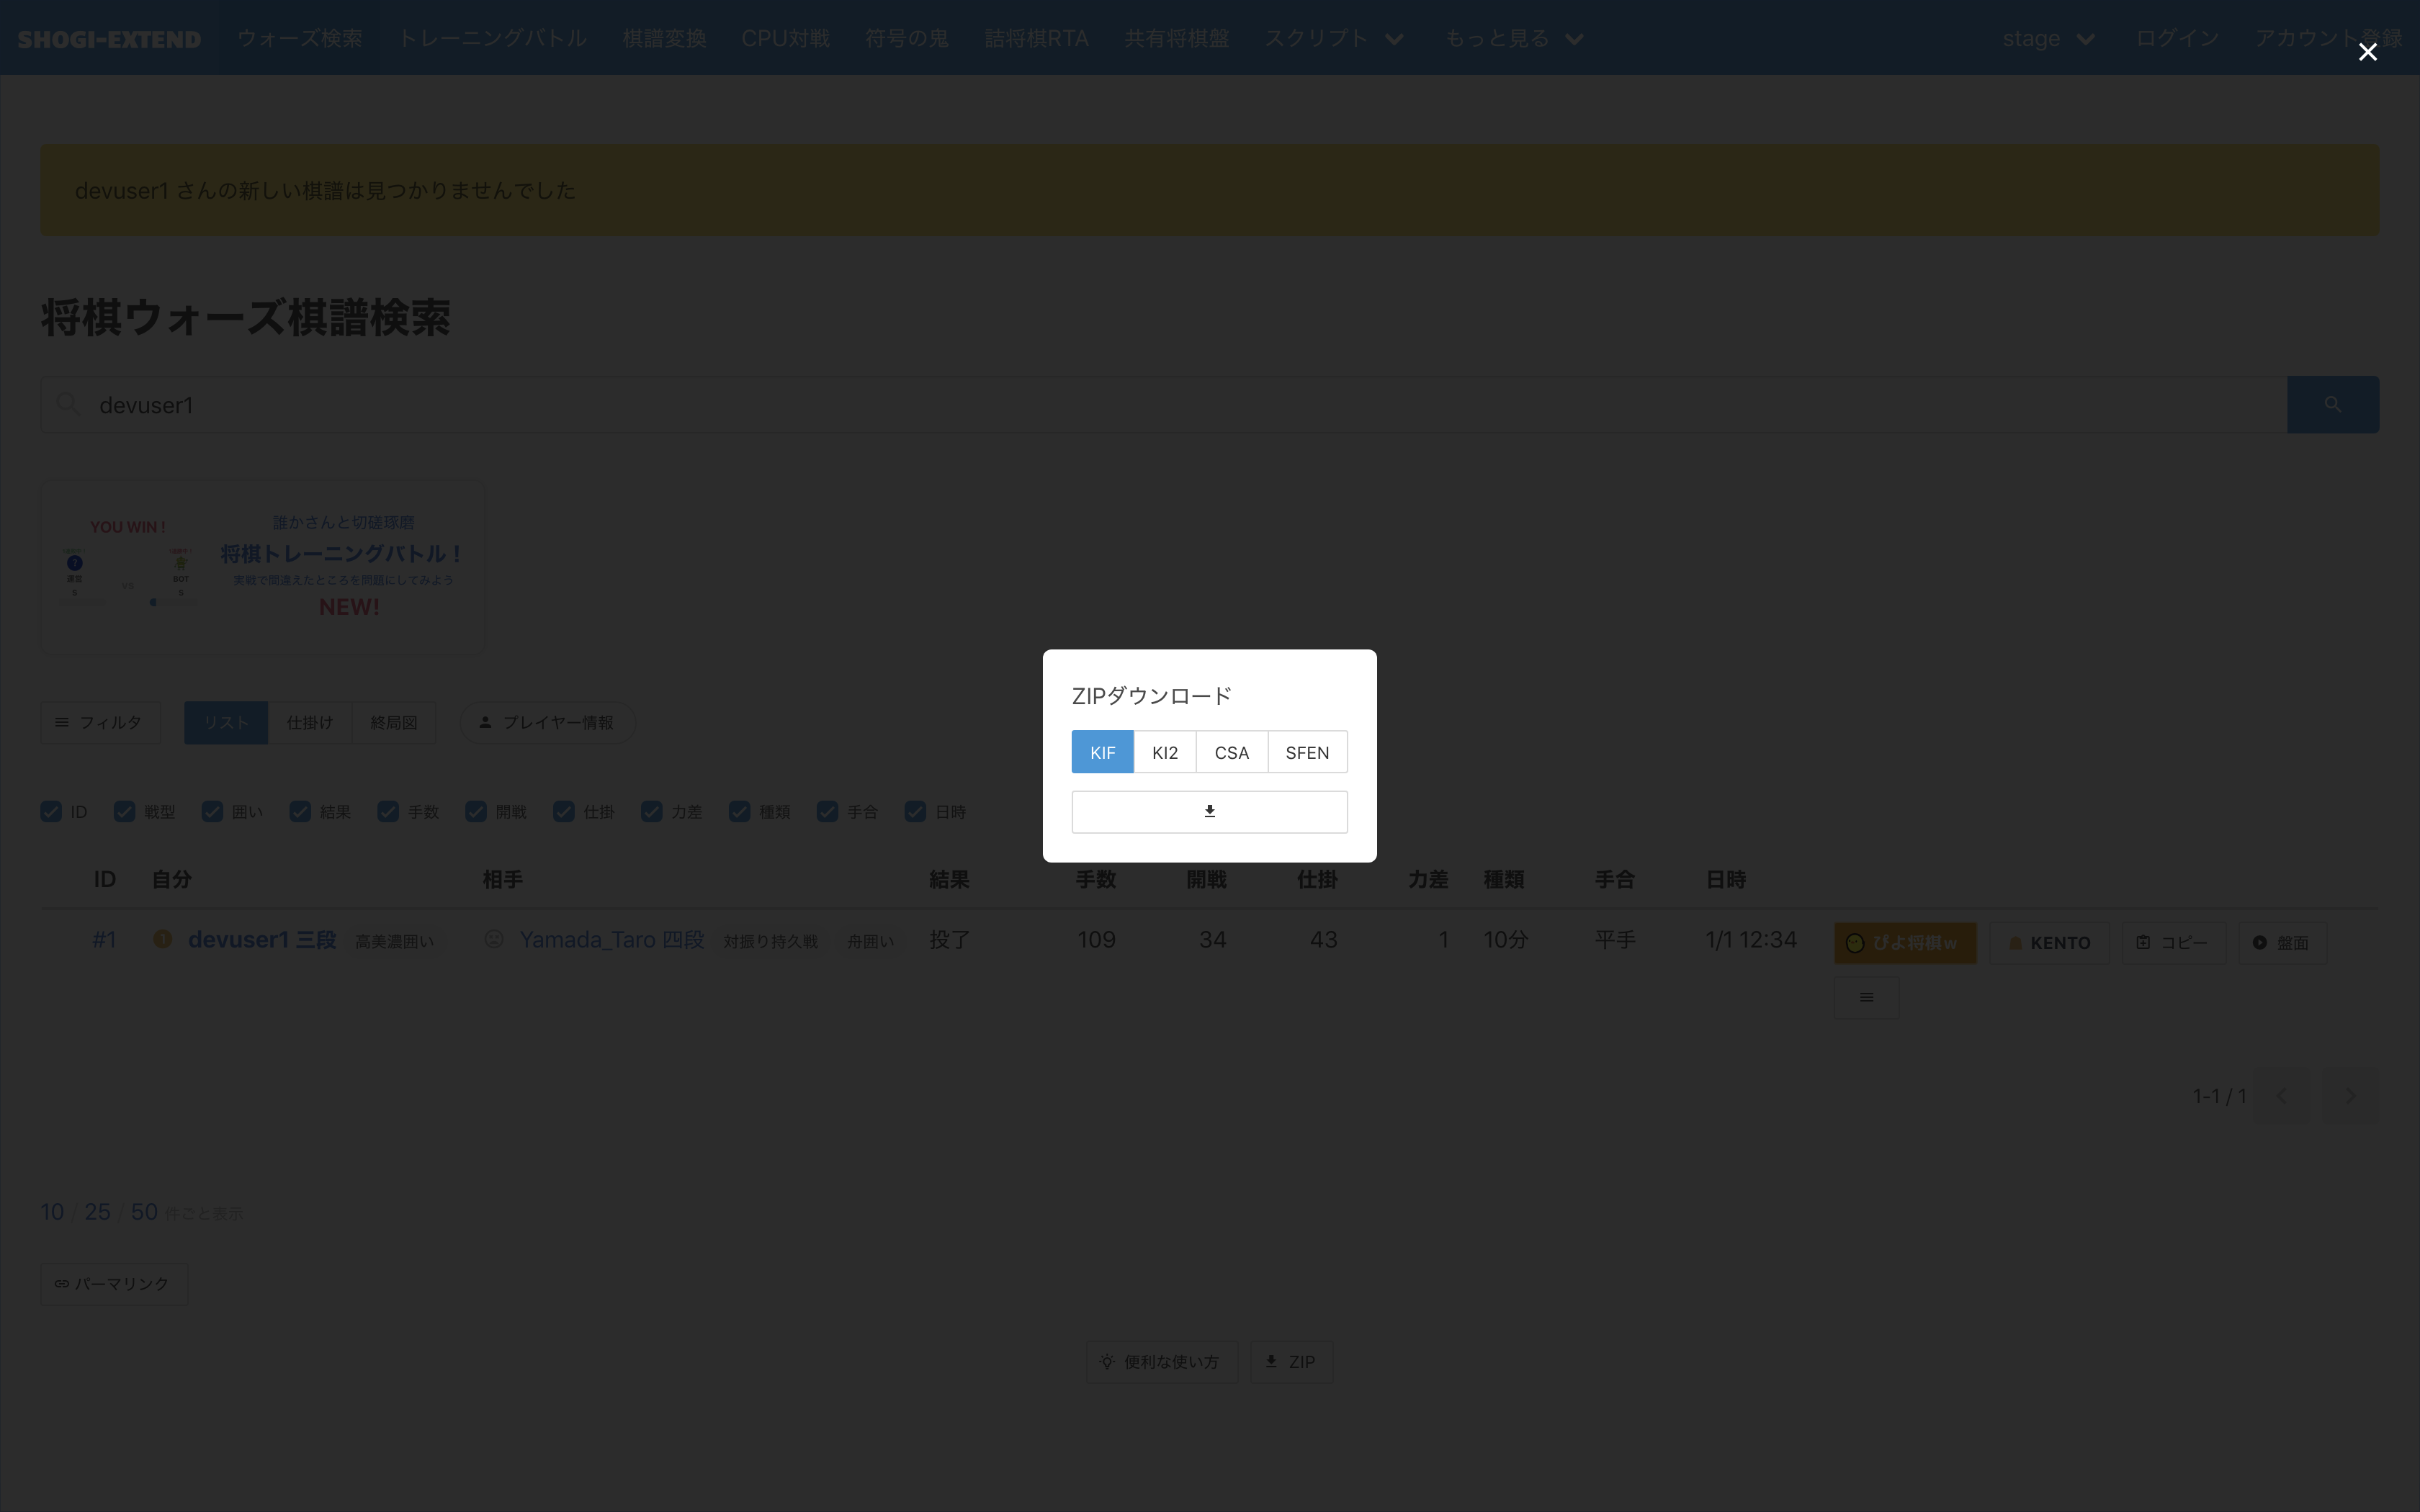 SHOGI-EXTEND ウォーズ検索 トレーニングバトル 棋譜変換 CPU対戦 符号の鬼 詰将棋RTA 共有将棋盤 スクリプト もっと見る stage ログイン アカウント登録
devuser1 さんの新しい棋譜は見つかりませんでした
将棋ウォーズ棋譜検索
devuser1
YOU WIN !
運営
VS
BOT
5
5
誰かさんと切磋琢磨
将棋トレーニングバトル！
実戦で間違えたところを問題にしてみよう
NEW!
ZIPダウンロード
KIF KI2 CSA SFEN
フィルタ リスト 仕掛け 終局図 プレイヤー情報
ID 戦型 囲い 結果 手数 開戦 仕掛 力差 種類 手合 日時
ID 自分 相手 結果 手数 開戦 仕掛 力差 種類 手合 日時
#1 devuser1 三段 高美濃囲い Yamada_Taro 四段 対振り持久戦 舟囲い 投了 109 34 43 1 10分 平手 1/1 12:34 ぴよ将棋w KENTO コピー 盤面
1-1 / 1
10 / 25 / 50 件ごと表示
パーマリンク
便利な使い方 ZIP